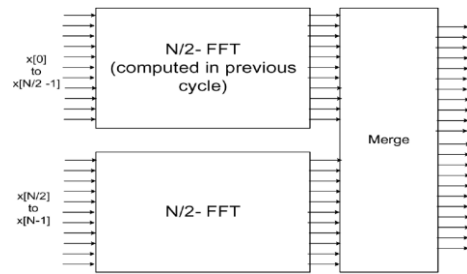 x[0]
to
x[N/2 -1]
N/2- FFT
(computed in previous
cycle)
Merge
x[N/2]
to
x[N-1]
N/2- FFT